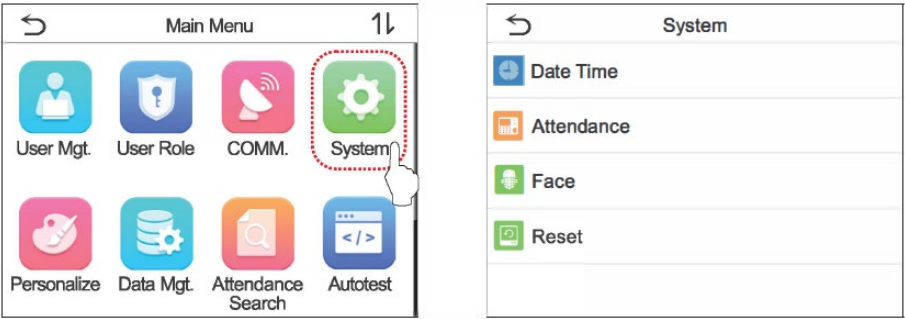 Main Menu
User Mgt.
User Role
COMM.
System
Personalize
Data Mgt.
Attendance
Search
Autotest
System
Date Time
Attendance
Face
Reset